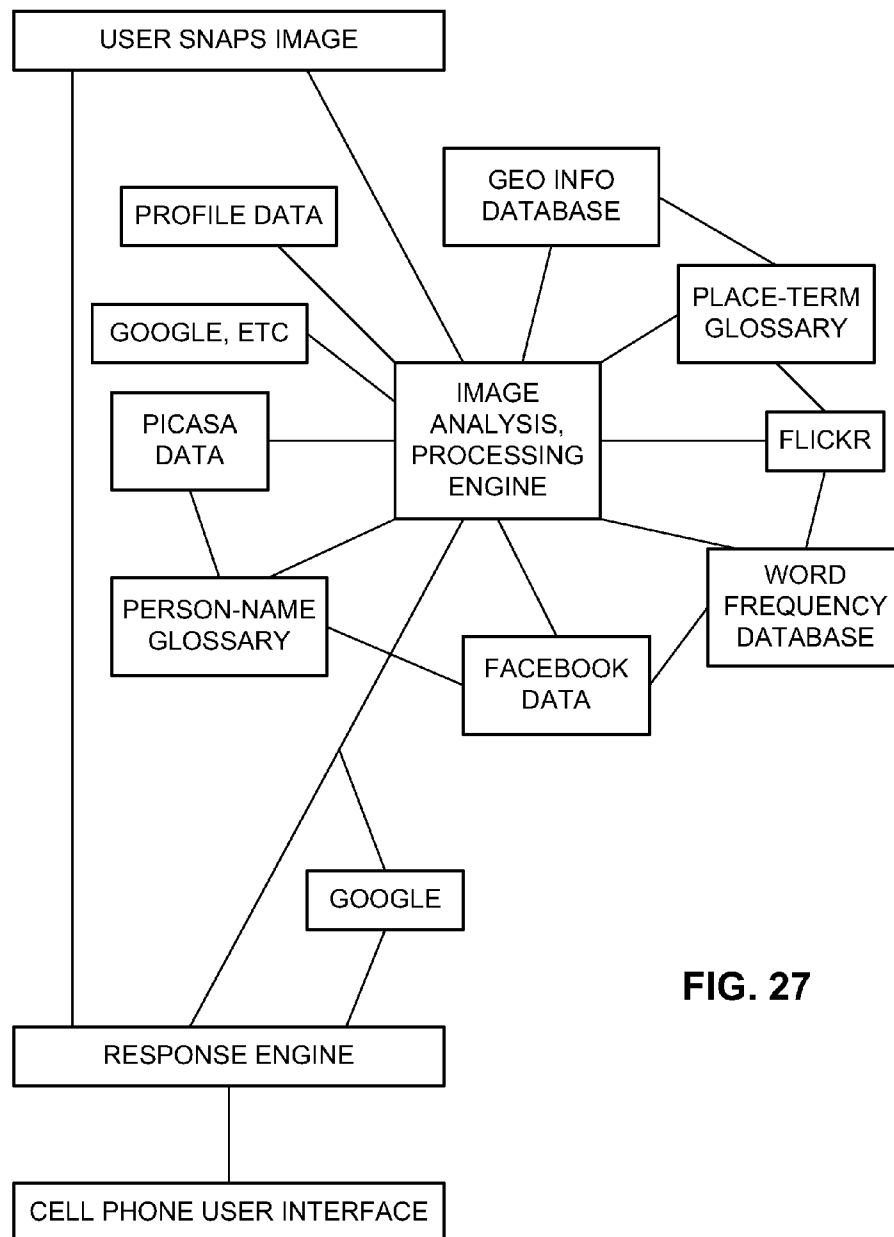 USER SNAPS IMAGE
GEO INFO
DATABASE
PROFILE DATA
PLACE-TERM
GLOSSARY
GOOGLE, ETC
IMAGE
ANALYSIS,
PROCESSING
ENGINE
PICASA
DATA
FLICKR
WORD
FREQUENCY
DATABASE
PERSON-NAME
GLOSSARY
FACEBOOK
DATA
GOOGLE
FIG. 27
RESPONSE ENGINE
CELL PHONE USER INTERFACE